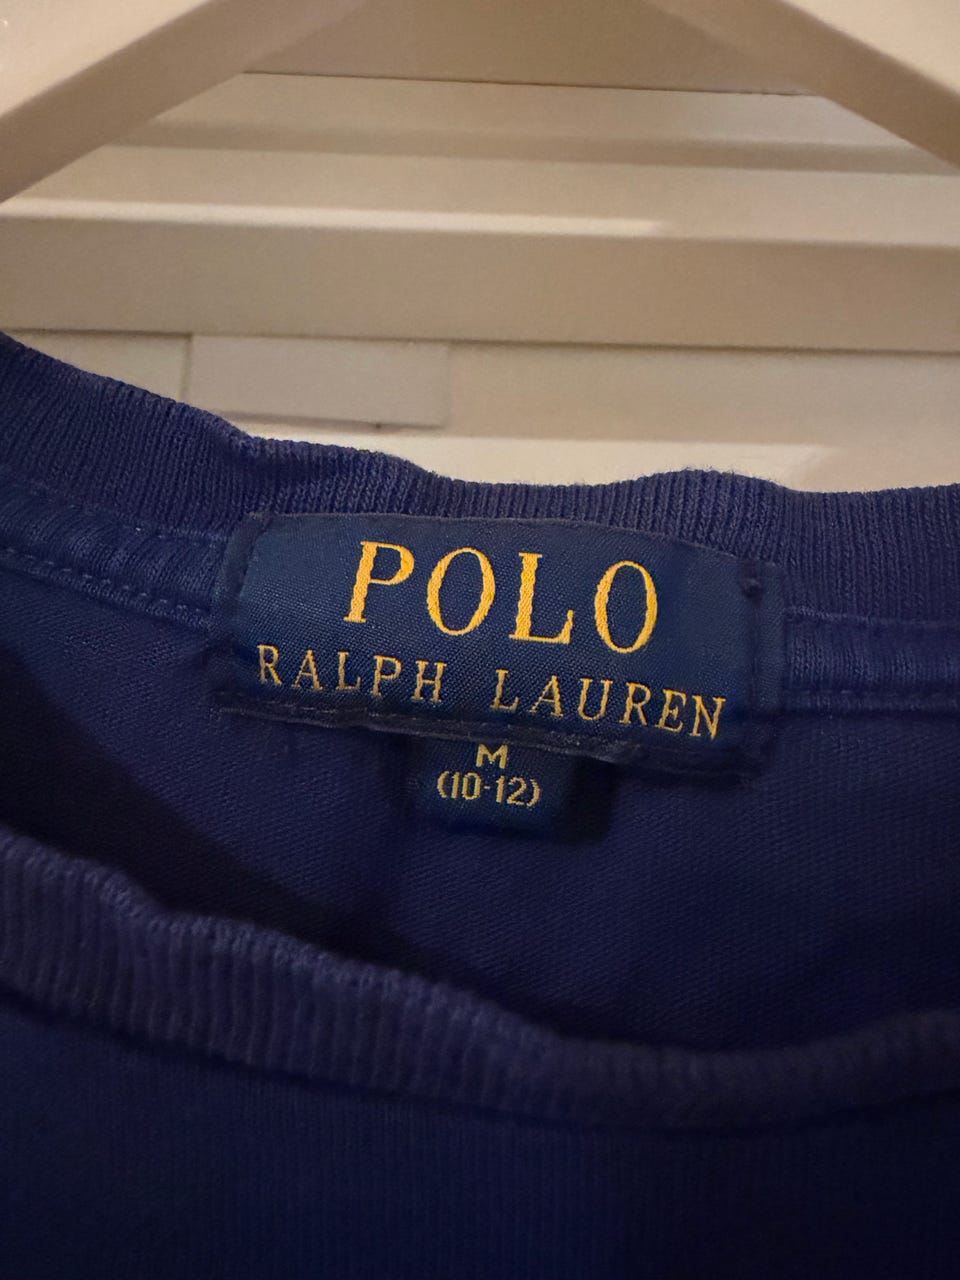 POLO
RALPH LAUREN
M
(10-12)